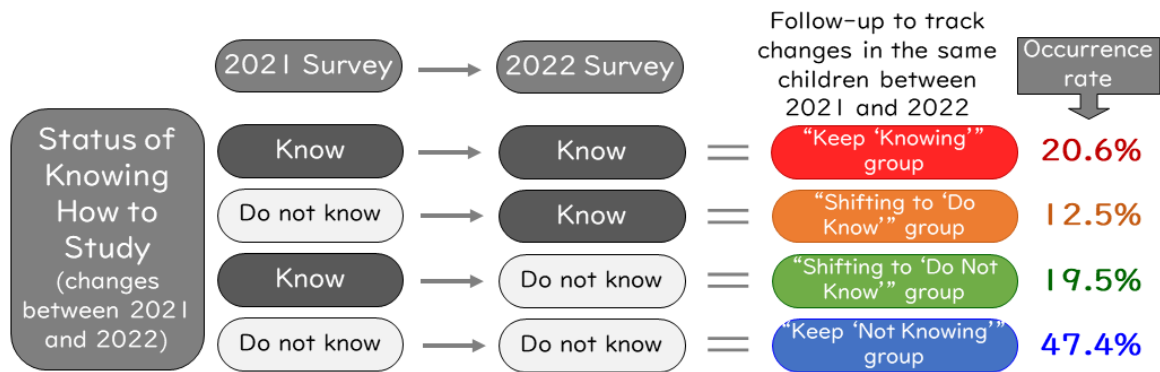 2021 Survey
2022 Survey
Follow-up to track
changes in the same
children between
2021 and 2022
Occurrence
rate
Status of
Knowing
How to
Study
(changes
between 2021
and 2022)
Know
Know
=
“Keep ‘Knowing’”
group
20.6%
Do not know
Know
=
“Shifting to ‘Do
Know’” group
12.5%
Know
Do not know
=
“Shifting to ‘Do Not
Know’” group
19.5%
Do not know
Do not know
=
“Keep ‘Not Knowing’”
group
47.4%